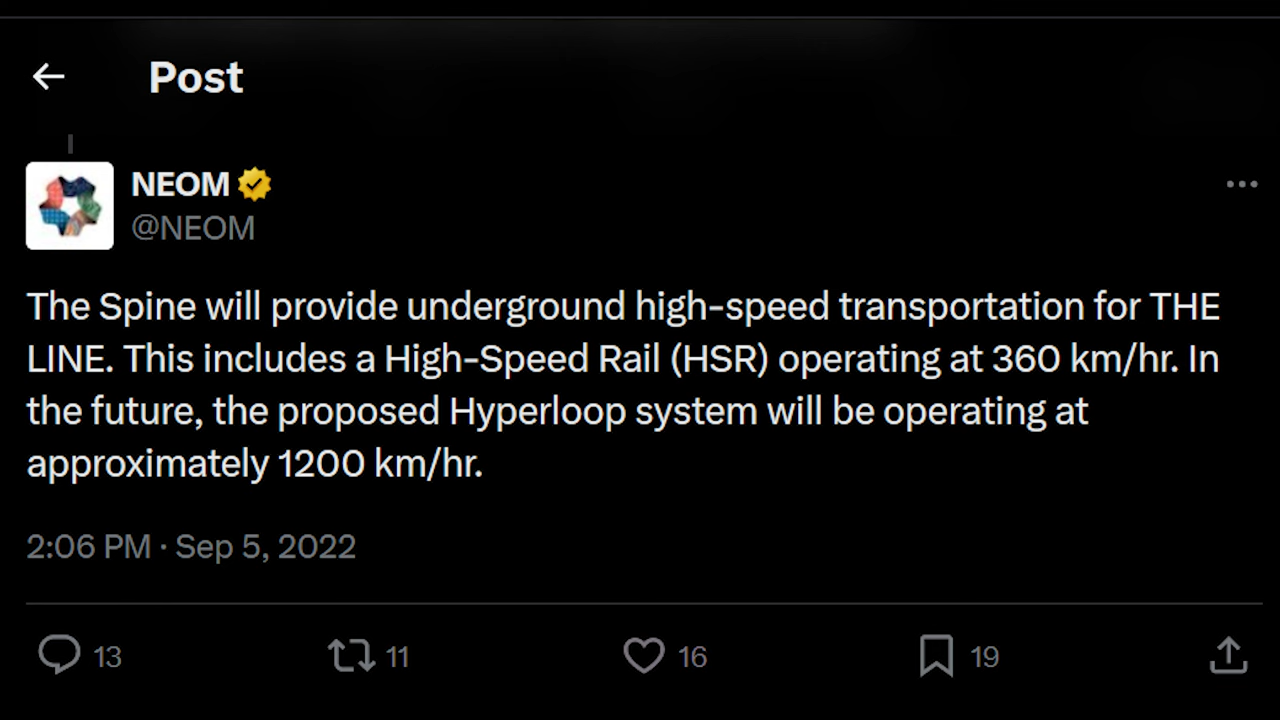 Post
NEOM
@NEOM
The Spine will provide underground high-speed transportation for THE
LINE. This includes a High-Speed Rail (HSR) operating at 360 km/hr. In
the future, the proposed Hyperloop system will be operating at
approximately 1200 km/hr.
2:06 PM · Sep 5, 2022
13 11 16 19